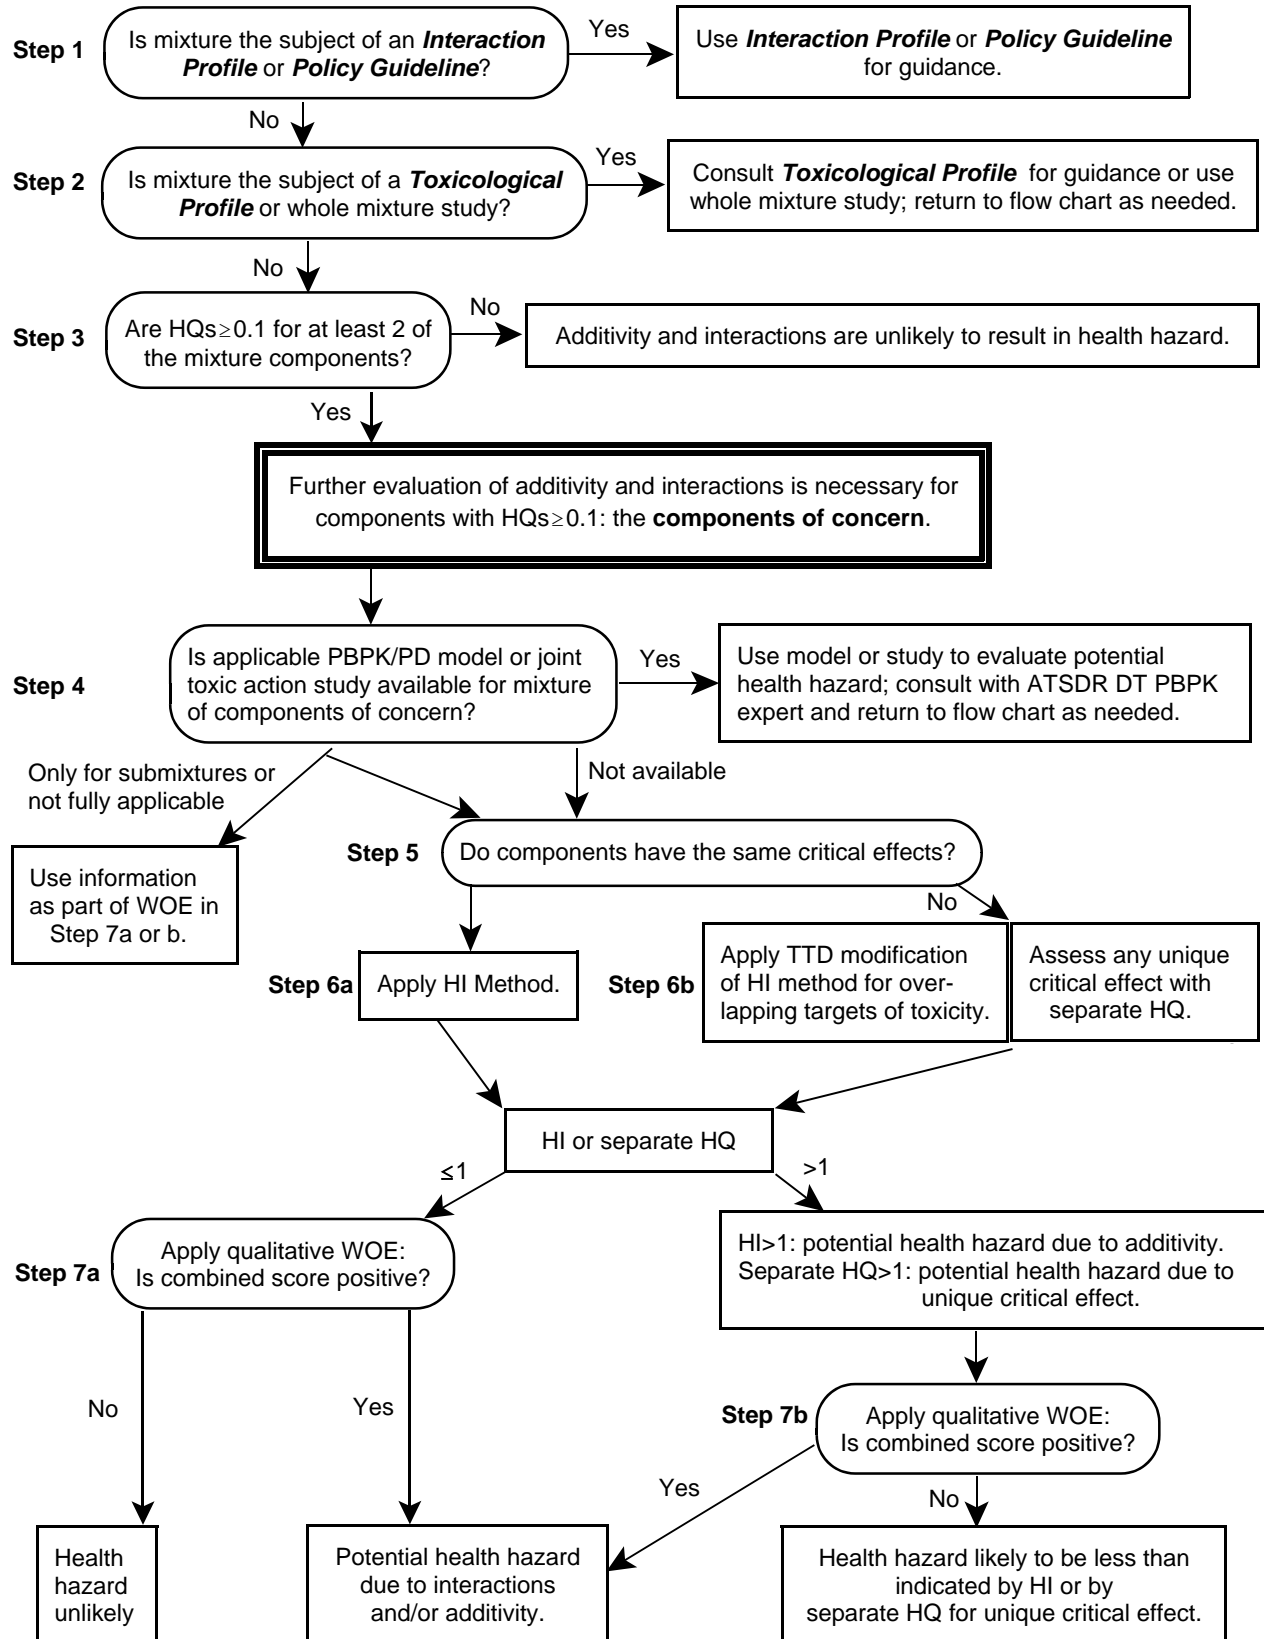 Step 1
Is mixture the subject of an Interaction
Profile or Policy Guideline?
Yes
Use Interaction Profile or Policy Guideline
for guidance.
No
Step 2
Is mixture the subject of a Toxicological
Profile or whole mixture study?
Yes
Consult Toxicological Profile for guidance or use
whole mixture study; return to flow chart as needed.
No
Step 3
Are HQs≥0.1 for at least 2 of
the mixture components?
No
Additivity and interactions are unlikely to result in health hazard.
Yes
Further evaluation of additivity and interactions is necessary for
components with HQs≥0.1: the components of concern.
Step 4
Is applicable PBPK/PD model or joint
toxic action study available for mixture
of components of concern?
Yes
Use model or study to evaluate potential
health hazard; consult with ATSDR DT PBPK
expert and return to flow chart as needed.
Only for submixtures or
not fully applicable
Not available
Use information
as part of WOE in
Step 7a or b.
Step 5
Do components have the same critical effects?
No
Step 6a
Apply HI Method.
Step 6b
Apply TTD modification
of HI method for over-
lapping targets of toxicity.
Assess any unique
critical effect with
separate HQ.
HI or separate HQ
≤1
>1
Step 7a
Apply qualitative WOE:
Is combined score positive?
HI>1: potential health hazard due to additivity.
Separate HQ>1: potential health hazard due to
unique critical effect.
No
Yes
Step 7b
Apply qualitative WOE:
Is combined score positive?
Yes
No
Health
hazard
unlikely
Potential health hazard
due to interactions
and/or additivity.
Health hazard likely to be less than
indicated by HI or by
separate HQ for unique critical effect.